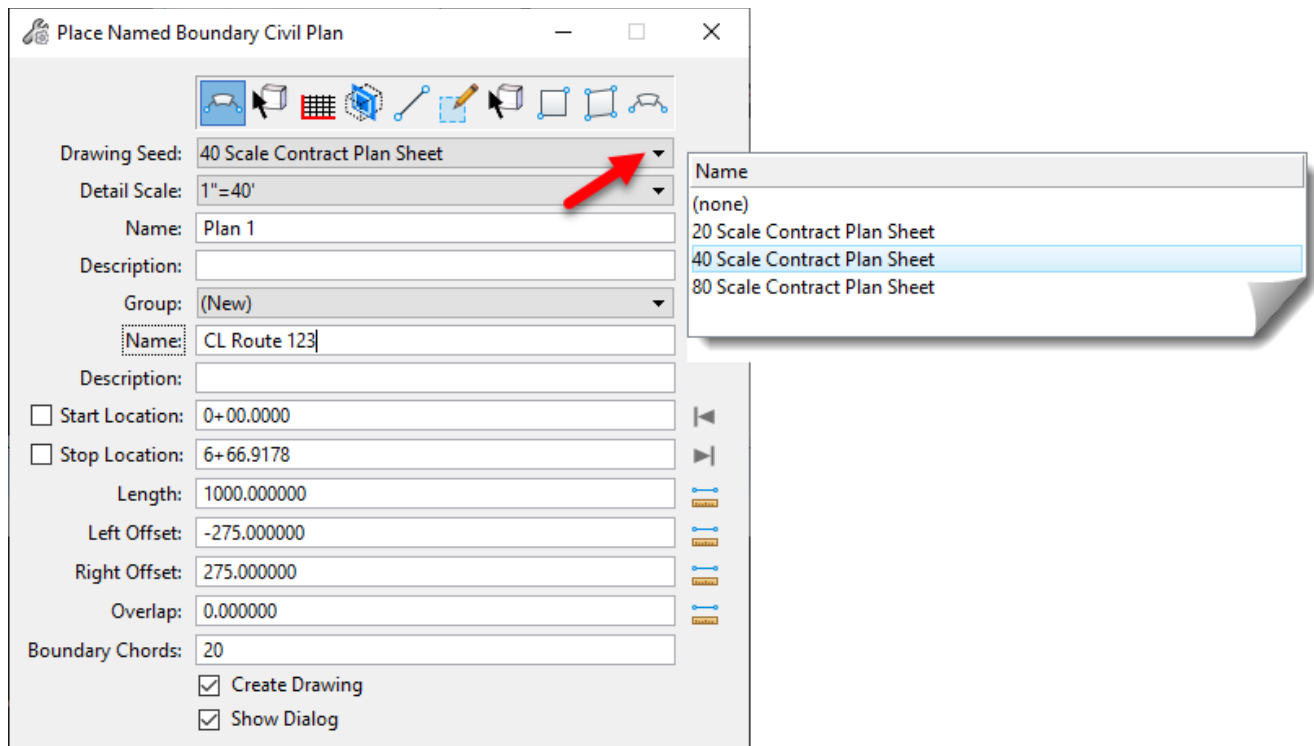 Place Named Boundary Civil Plan
Drawing Seed: 40 Scale Contract Plan Sheet
Detail Scale: 1"=40'
Name: Plan 1
Description:
Group: (New)
Name: CL Route 123
Description:
Start Location: 0+00.0000
Stop Location: 6+66.9178
Length: 1000.000000
Left Offset: -275.000000
Right Offset: 275.000000
Overlap: 0.000000
Boundary Chords: 20
Create Drawing
Show Dialog
Name
(none)
20 Scale Contract Plan Sheet
40 Scale Contract Plan Sheet
80 Scale Contract Plan Sheet